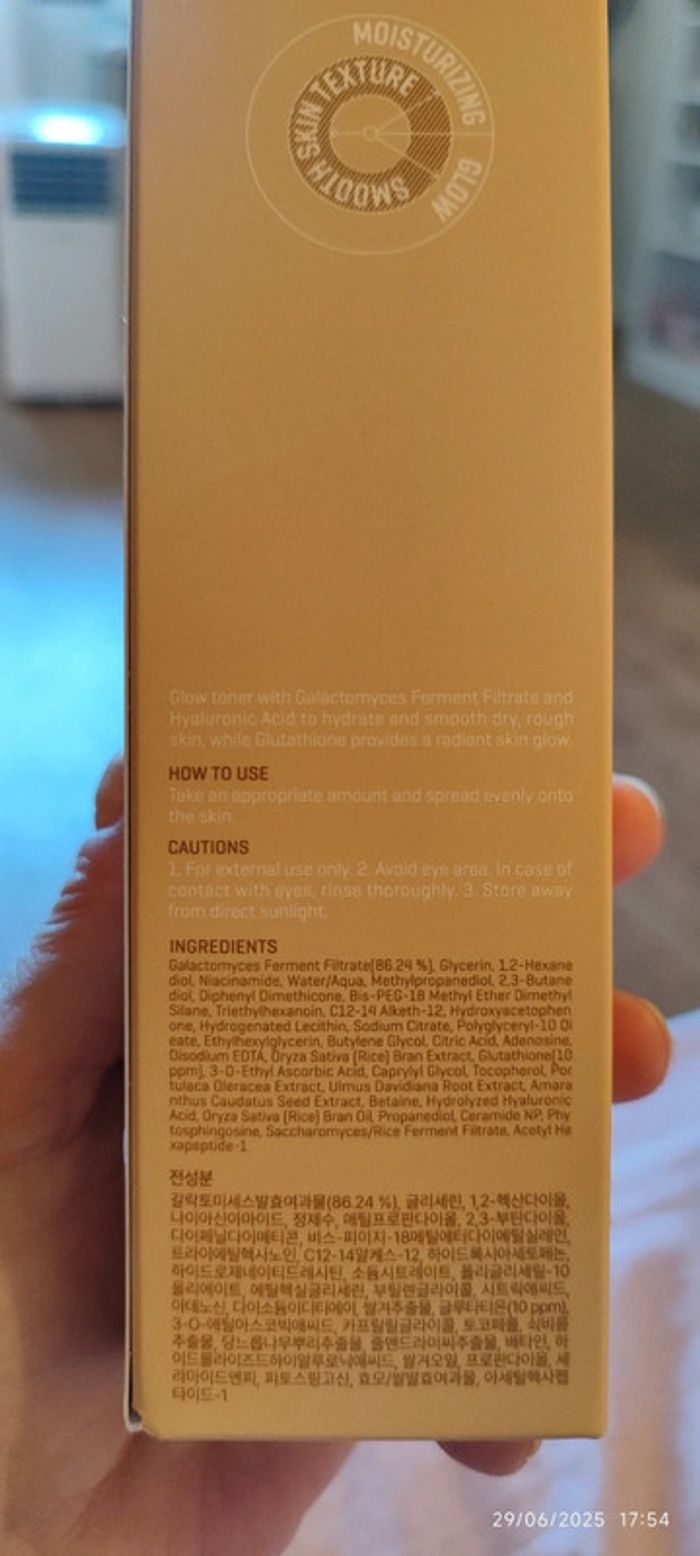 MOISTURIZING
GLOW
SMOOTH SKIN TEXTURE
Glow toner with Galactomyces Ferment Filtrate and
Hyaluronic Acid to hydrate and smooth dry, rough
skin, while Glutathione provides a radiant skin glow.
HOW TO USE
Take an appropriate amount and spread evenly onto
the skin.
CAUTIONS
1. For external use only. 2. Avoid eye area. In case of
contact with eyes, rinse thoroughly. 3. Store away
from direct sunlight.
INGREDIENTS
Galactomyces Ferment Filtrate(86.24 %), Glycerin, 1,2-Hexane
diol, Niacinamide, Water/Aqua, Methylpropanediol, 2,3-Butane
diol, Diphenyl Dimethicone, Bis-PEG-18 Methyl Ether Dimethyl
Silane, Triethylhexanoin, C12-14 Alketh-12, Hydroxyacetophen
one, Hydrogenated Lecithin, Sodium Citrate, Polyglyceryl-10 Ol
eate, Ethylhexylglycerin, Butylene Glycol, Citric Acid, Adenosine,
Disodium EDTA, Oryza Sativa (Rice) Bran Extract, Glutathione(10
ppm), 3-O-Ethyl Ascorbic Acid, Caprylyl Glycol, Tocopherol, Por
tulaca Oleracea Extract, Ulmus Davidiana Root Extract, Amara
nthus Caudatus Seed Extract, Betaine, Hydrolyzed Hyaluronic
Acid, Oryza Sativa (Rice) Bran Oil, Propanediol, Ceramide NP, Phy
tosphingosine, Saccharomyces/Rice Ferment Filtrate, Acetyl He
xapeptide-1
전성분
갈락토미세스발효여과물(86.24 %), 글리세린, 1,2-헥산다이올,
나이아신아마이드, 정제수, 메틸프로판다이올, 2,3-부탄다이올,
다이페닐다이메티콘, 비스-피이지-18메틸에터다이메틸실레인,
트라이에틸헥사노인, C12-14알케스-12, 하이드록시아세토페논,
하이드로제네이티드레시틴, 소듐시트레이트, 폴리글리세릴-10
올리에이트, 에틸헥실글리세린, 부틸렌글라이콜, 시트릭애씨드,
아데노신, 다이소듐이디티에이, 쌀겨추출물, 글루타티온(10 ppm),
3-O-에틸아스코빅애씨드, 카프릴릴글라이콜, 토코페롤, 쇠비름
추출물, 당느릅나무뿌리추출물, 줄맨드라미씨추출물, 베타인, 하
이드롤라이즈드하이알루로닉애씨드, 쌀겨오일, 프로판다이올, 세
라마이드엔피, 피토스핑고신, 효모/쌀발효여과물, 아세틸헥사펩
타이드-1
29/06/2025 17:54